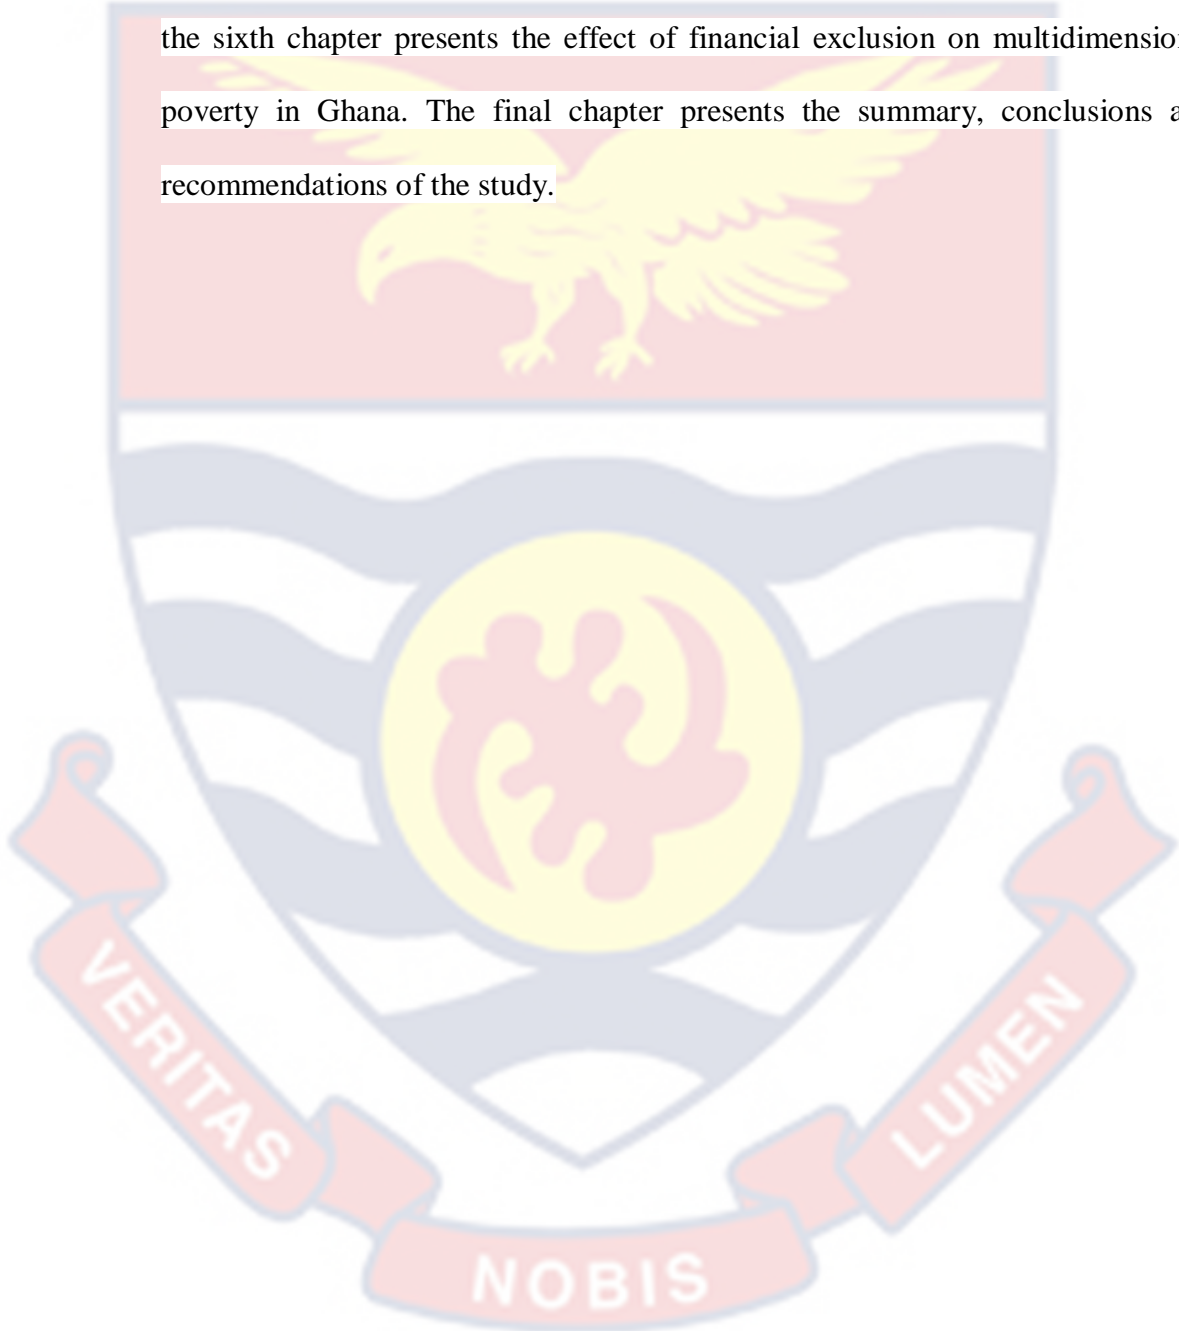 the sixth chapter presents the effect of financial exclusion on
poverty in Ghana. The final chapter presents the summary, conclusions
recommendations of the study.
VERITAS
NOBIS
LUMEN